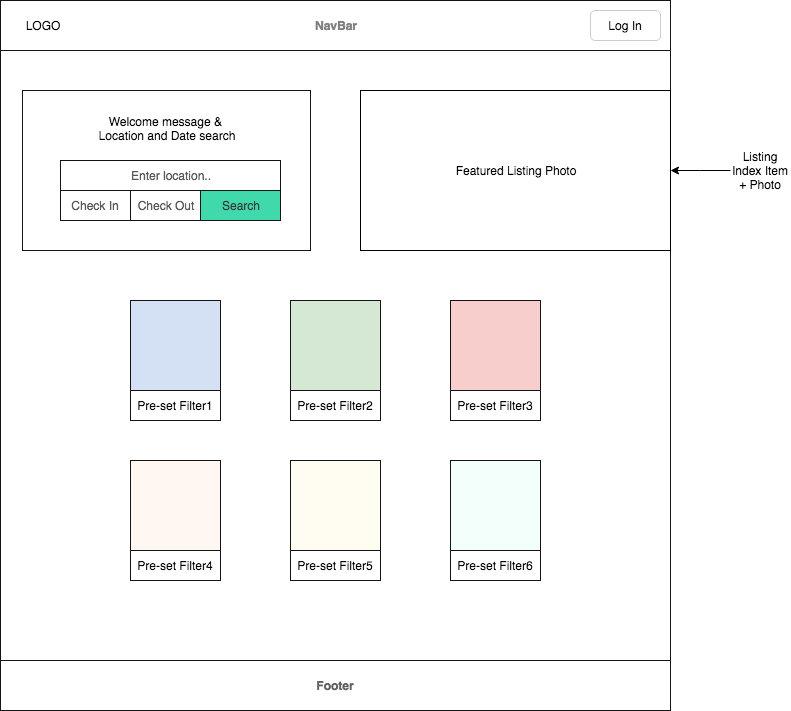 LOGO
NavBar
Log In
Welcome message &
Location and Date search
Enter location..
Check In
Check Out
Search
Featured Listing Photo
Listing
Index Item
+ Photo
Pre-set Filter1
Pre-set Filter2
Pre-set Filter3
Pre-set Filter4
Pre-set Filter5
Pre-set Filter6
Footer